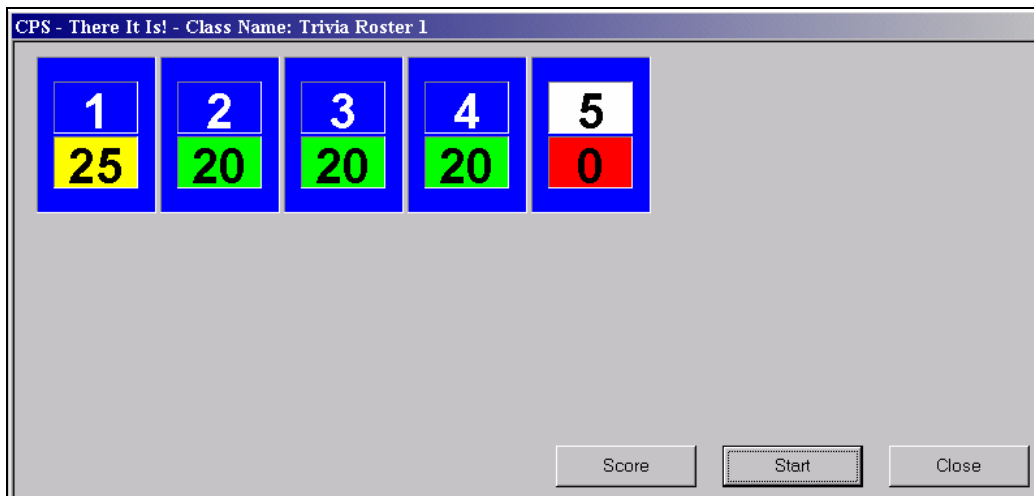 CPS - There It Is! - Class Name: Trivia Roster 1
1 2 3 4 5
25 20 20 20 0
Score Start Close